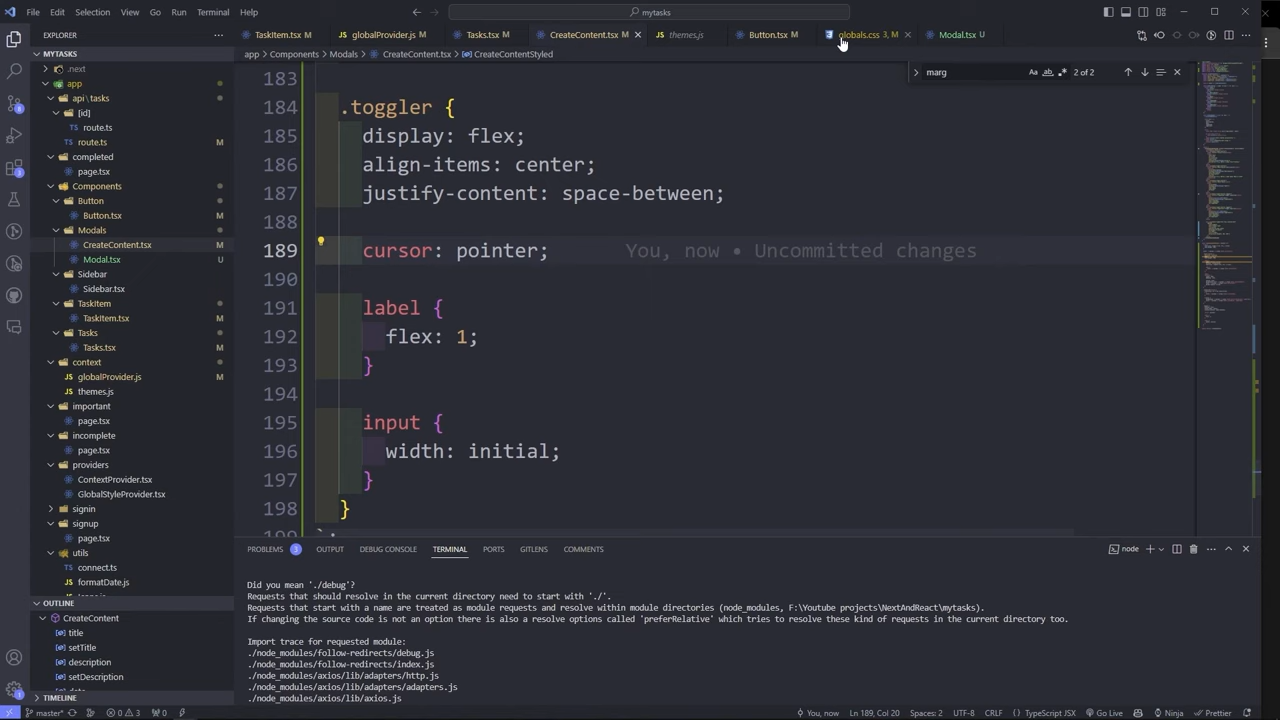 File Edit Selection View Go Run Terminal Help
mytasks
EXPLORER
TaskItem.tsx M
globalProvider.js M
Tasks.tsx M
CreateContent.tsx M
themes.js
Button.tsx M
globals.css 3, M
Modal.tsx U
app > Components > Modals > CreateContent.tsx > CreateContentStyled
marg
Aa ab .*
2 of 2
MYTASKS
.next
app
api \ tasks
[id]
route.ts
route.ts M
completed
page.tsx
Components
Button
Button.tsx M
Modals
CreateContent.tsx M
Modal.tsx U
Sidebar
Sidebar.tsx
TaskItem
TaskItem.tsx M
Tasks
Tasks.tsx M
context
globalProvider.js M
themes.js
important
page.tsx
incomplete
page.tsx
providers
ContextProvider.tsx
GlobalStyleProvider.tsx
signin
signup
page.tsx
utils
connect.ts
formatDate.js
OUTLINE
CreateContent
title
setTitle
description
setDescription
TIMELINE
183
184 .toggler {
185 display: flex;
186 align-items: center;
187 justify-content: space-between;
188
189 cursor: pointer; You, now • Uncommitted changes
190
191 label {
192 flex: 1;
193 }
194
195 input {
196 width: initial;
197 }
198 }
199 `;
PROBLEMS 3 OUTPUT DEBUG CONSOLE TERMINAL PORTS GITLENS COMMENTS
node
Did you mean './debug'?
Requests that should resolve in the current directory need to start with './'.
Requests that start with a name are treated as module requests and resolve within module directories (node_modules, F:\Youtube projects\NextAndReact\mytasks).
If changing the source code is not an option there is also a resolve options called 'preferRelative' which tries to resolve these kind of requests in the current directory too.
Import trace for requested module:
./node_modules/follow-redirects/debug.js
./node_modules/follow-redirects/index.js
./node_modules/axios/lib/adapters/http.js
./node_modules/axios/lib/adapters/adapters.js
./node_modules/axios/lib/axios.js
master* 0 3 0 You, now Ln 189, Col 20 Spaces: 2 UTF-8 CRLF TypeScript JSX Go Live Ninja Prettier